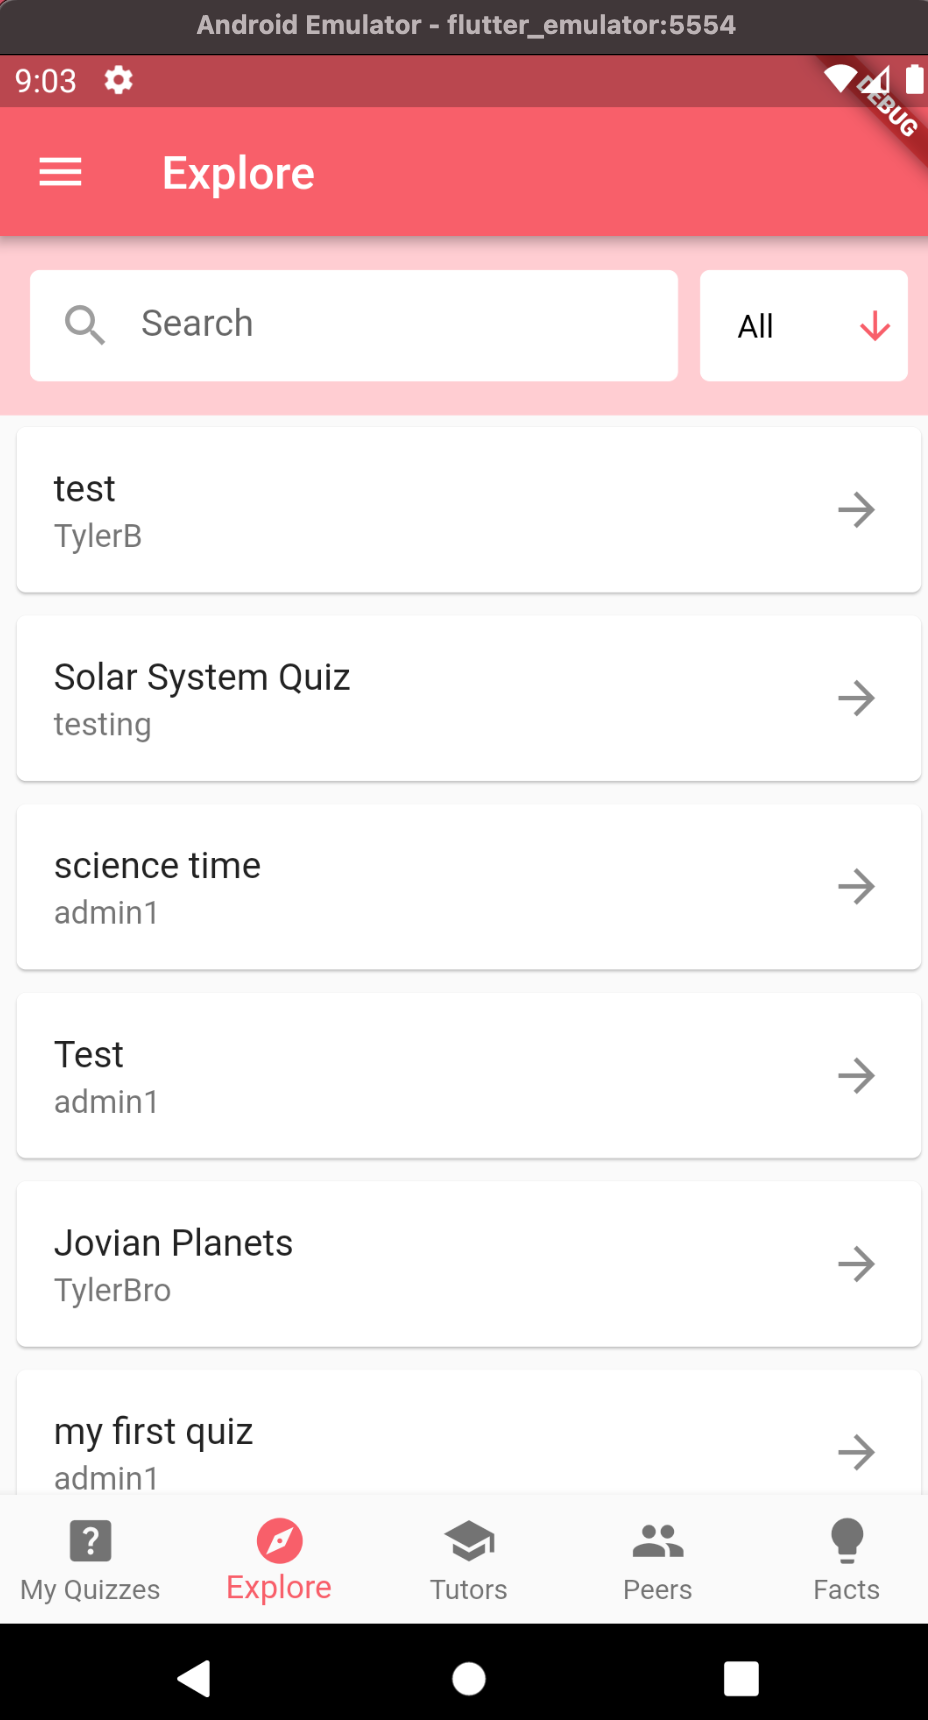 Android Emulator - flutter_emulator:5554
9:03
DEBUG
Explore
Search
All
test
TylerB
Solar System Quiz
testing
science time
admin1
Test
admin1
Jovian Planets
TylerBro
my first quiz
admin1
My Quizzes
Explore
Tutors
Peers
Facts